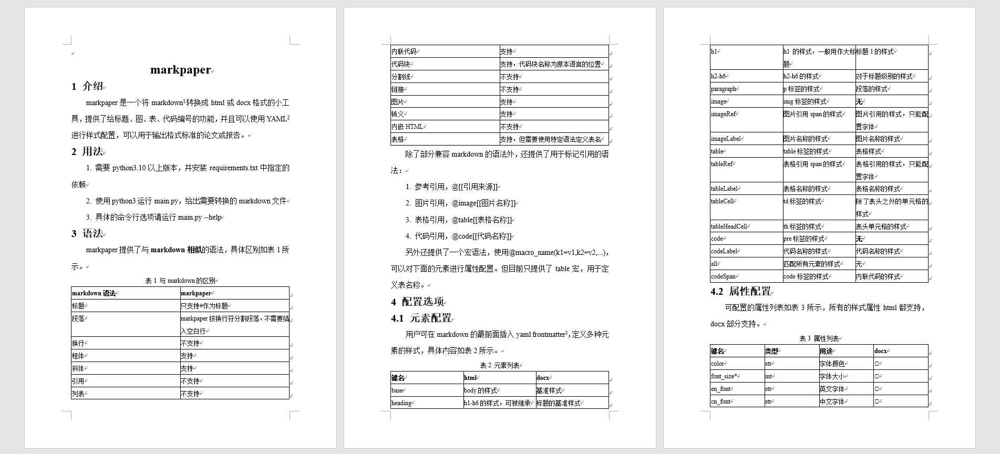 markpaper
1 介绍
markpaper 是一个将 markdown1 转换成 html 或 docx 格式的小工
具，提供了给标题、图、表、代码编号的功能，并且可以使用 YAML2
进行样式配置，可以用于输出格式标准的论文或报告。
2 用法
1. 需要 python3.10 以上版本，并安装 requirements.txt 中指定的
依赖
2. 使用 python3 运行 main.py，给出需要转换的 markdown 文件
3. 具体的命令行选项请运行 main.py --help
3 语法
markpaper 提供了与 markdown 相似的语法，具体区别如表 1 所
示。
表 1 与 markdown 的区别
markdown 语法 markpaper
标题 只支持#作为标题
段落 markpaper 按换行符分割段落，不需要插
入空白行
换行 不支持
粗体 支持
斜体 支持
引用 不支持
列表 不支持
内联代码 支持
代码块 支持，代码块名称为原本语言的位置
分割线 不支持
链接 不支持
图片 支持
转义 支持
内嵌 HTML 不支持
表格 支持，但需要使用特定语法定义表名
除了部分兼容 markdown 的语法外，还提供了用于标记引用的语
法：
1. 参考引用，@[[引用来源]]
2. 图片引用，@image[[图片名称]]
3. 表格引用，@table[[表格名称]]
4. 代码引用，@code[[代码名称]]
另外还提供了一个宏语法，使用@macro_name(k1=v1,k2=v2,...)，
可以对下面的元素进行属性配置。但目前只提供了 table 宏，用于定
义表名称。
4 配置选项
4.1 元素配置
用户可在 markdown 的最前面插入 yaml frontmatter3，定义多种元
素的样式，具体内容如表 2 所示。
表 2 元素列表
键名 html docx
base body 的样式 基准样式
heading h1-h6 的样式，可被继承 标题的基准样式
h1 h1 的样式，一般用作大标 标题 1 的样式
题
h2-h6 h2-h6 的样式 对于标题级别的样式
paragraph p 标签的样式 段落的样式
image img 标签的样式 无
imageRef 图片引用 span 的样式 图片引用的样式，只能配
置字体
imageLabel 图片名称的样式 图片名称的样式
table table 标签的样式 表格样式
tableRef 表格引用 span 的样式 表格引用的样式，只能配
置字体
tableLabel 表格名称的样式 表格名称的样式
tableCell td 标签的样式 除了表头之外的单元格的
样式
tableHeadCell th 标签的样式 表头单元格的样式
code pre 标签的样式 无
codeLabel 代码名称的样式 代码名称的样式
all 匹配所有元素的样式 无
codeSpan code 标签的样式 内联代码的样式
4.2 属性配置
可配置的属性列表如表 3 所示，所有的样式属性 html 都支持，
docx 部分支持。
表 3 属性列表
键名 类型 用途 docx
color str 字体颜色 □
font_size* int 字体大小 □
en_font str 英文字体 □
cn_font str 中文字体 □